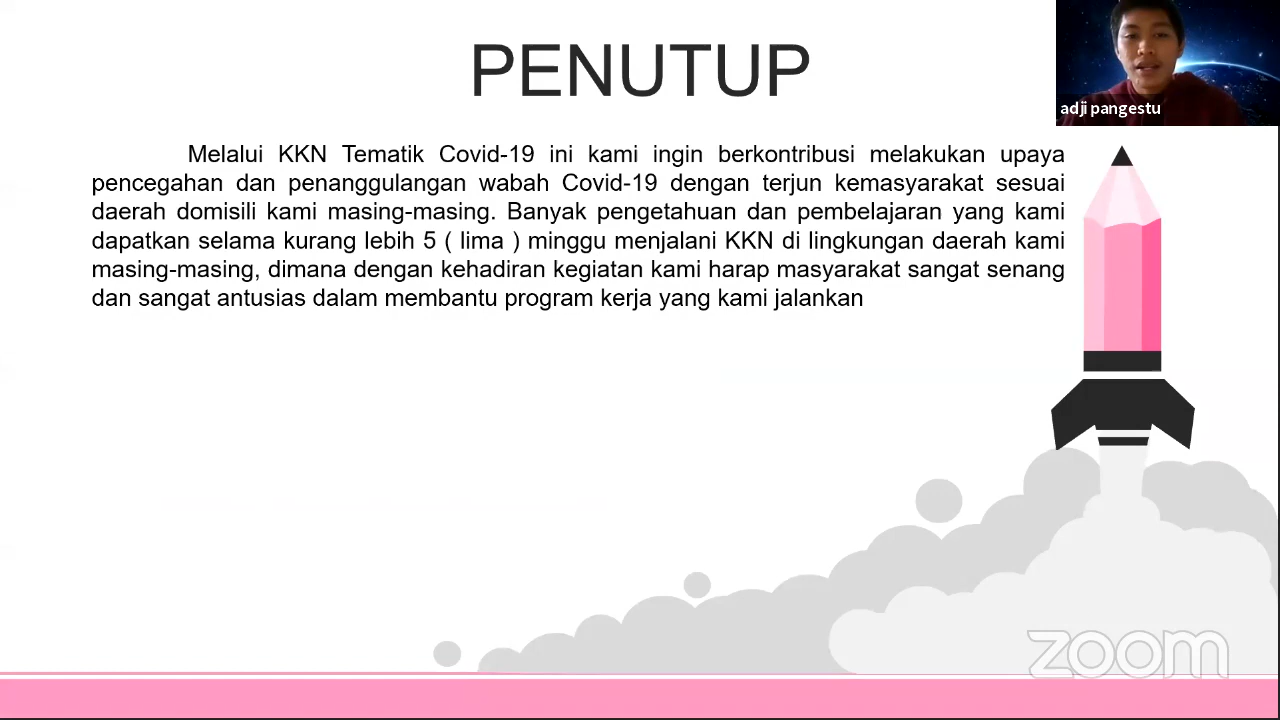 PENUTUP
adji pangestu
Melalui KKN Tematik Covid-19 ini kami ingin berkontribusi melakukan upaya
pencegahan dan penanggulangan wabah Covid-19 dengan terjun kemasyarakat sesuai
daerah domisili kami masing-masing. Banyak pengetahuan dan pembelajaran yang kami
dapatkan selama kurang lebih 5 ( lima ) minggu menjalani KKN di lingkungan daerah kami
masing-masing, dimana dengan kehadiran kegiatan kami harap masyarakat sangat senang
dan sangat antusias dalam membantu program kerja yang kami jalankan
zoom